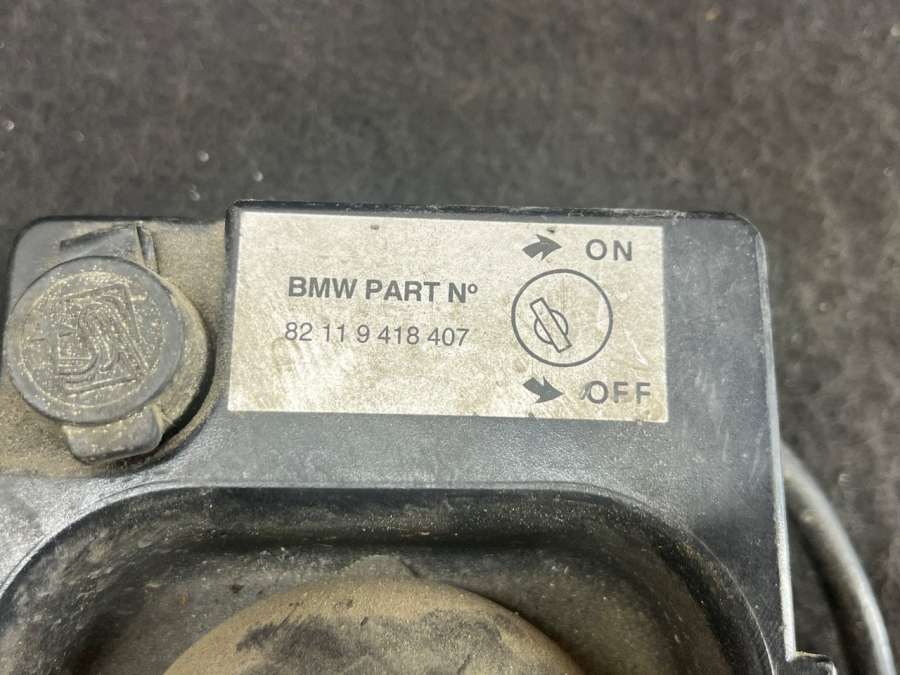 ON
BMW PART Nº
82 11 9 418 407
OFF